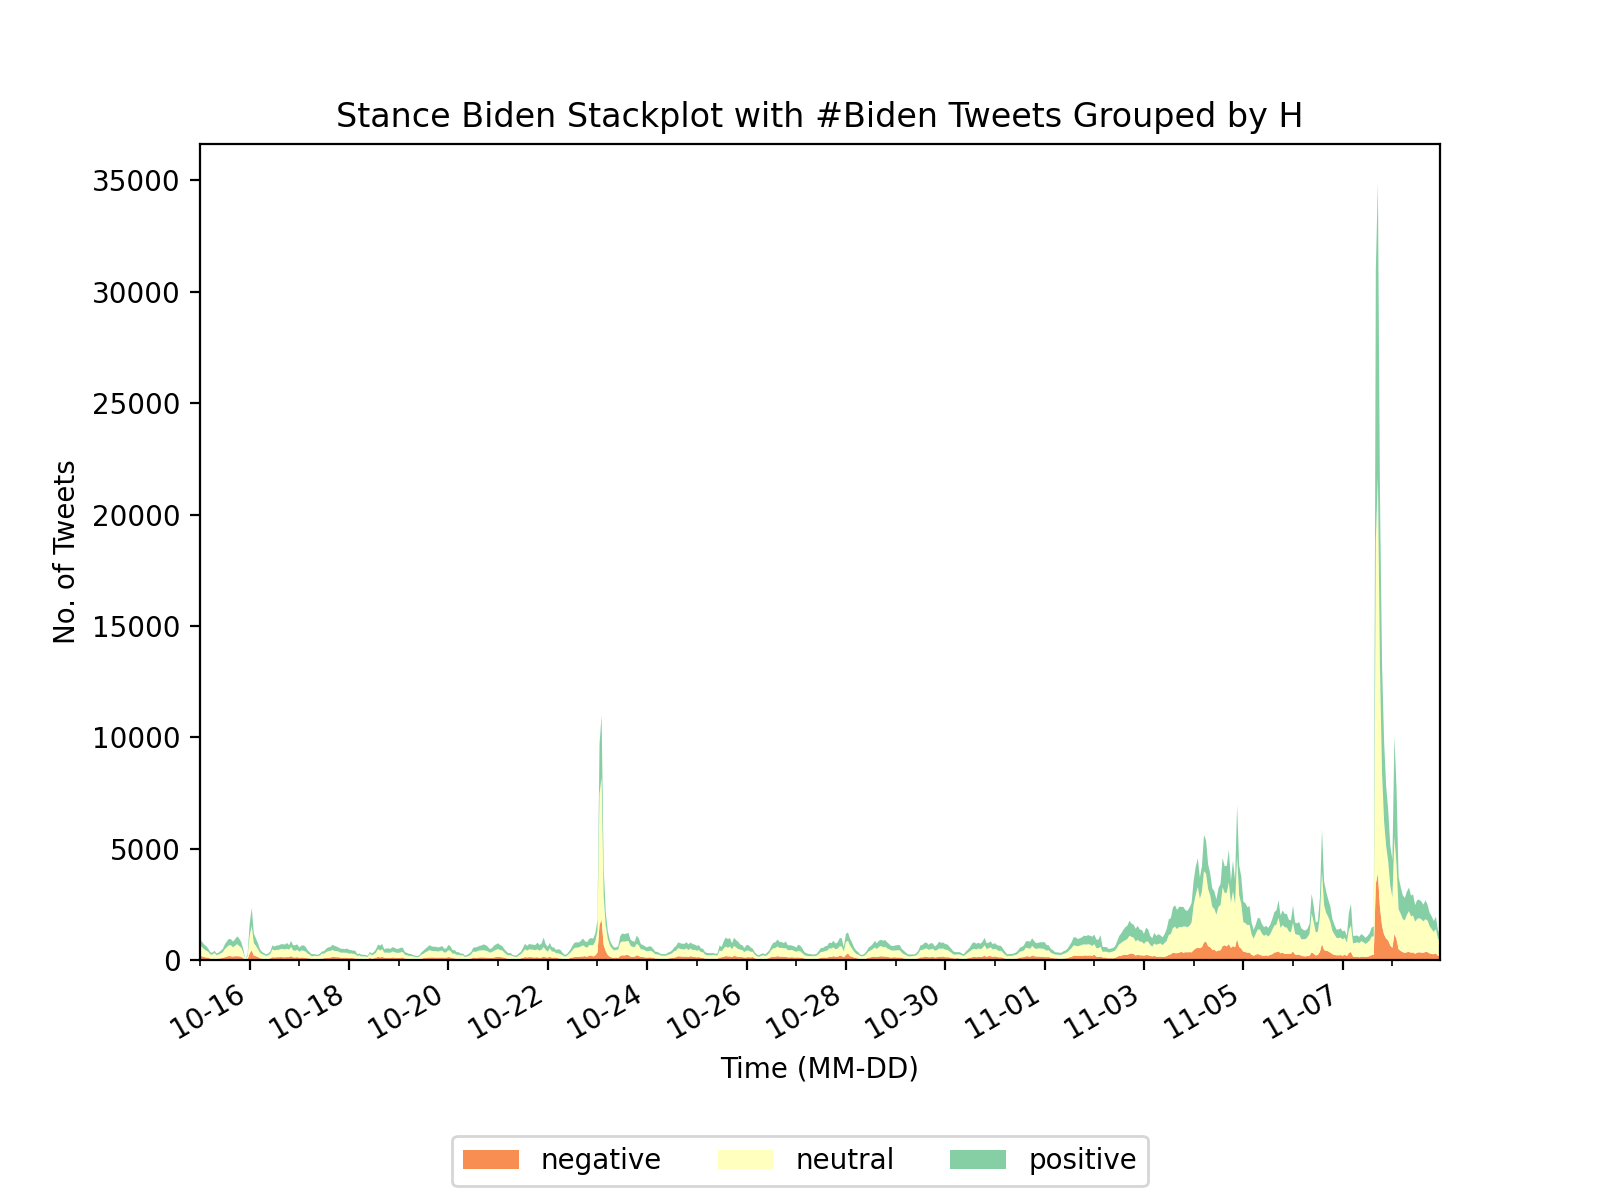 Stance Biden Stackplot with #Biden Tweets Grouped by H
35000
30000
25000
20000
15000
10000
5000
0
No. of Tweets
10-16 10-18 10-20 10-22 10-24 10-26 10-28 10-30 11-01 11-03 11-05 11-07
Time (MM-DD)
negative neutral positive